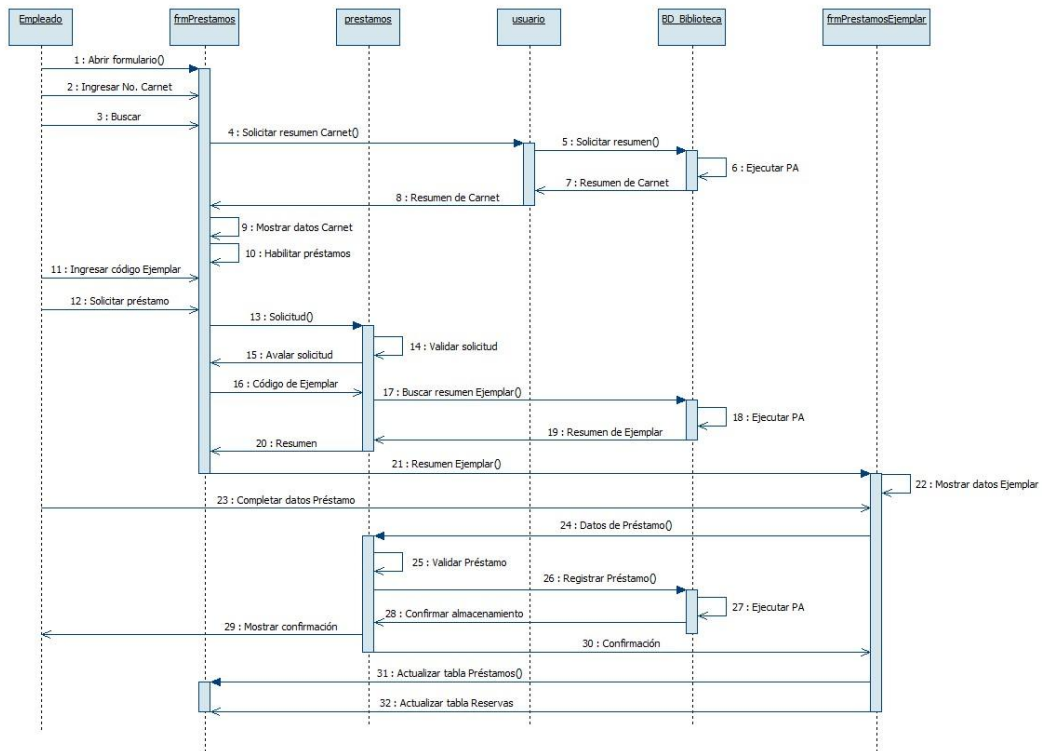 Empleado
frmPrestamos
prestamos
usuario
BD_Biblioteca
frmPrestamosEjemplar
1 : Abrir formulario()
2 : Ingresar No. Carnet
3 : Buscar
4 : Solicitar resumen Carnet()
5 : Solicitar resumen()
6 : Ejecutar PA
7 : Resumen de Carnet
8 : Resumen de Carnet
9 : Mostrar datos Carnet
10 : Habilitar préstamos
11 : Ingresar código Ejemplar
12 : Solicitar préstamo
13 : Solicitud()
14 : Validar solicitud
15 : Avalar solicitud
16 : Código de Ejemplar
17 : Buscar resumen Ejemplar()
18 : Ejecutar PA
19 : Resumen de Ejemplar
20 : Resumen
21 : Resumen Ejemplar()
22 : Mostrar datos Ejemplar
23 : Completar datos Préstamo
24 : Datos de Préstamo()
25 : Validar Préstamo
26 : Registrar Préstamo()
27 : Ejecutar PA
28 : Confirmar almacenamiento
29 : Mostrar confirmación
30 : Confirmación
31 : Actualizar tabla Préstamos()
32 : Actualizar tabla Reservas